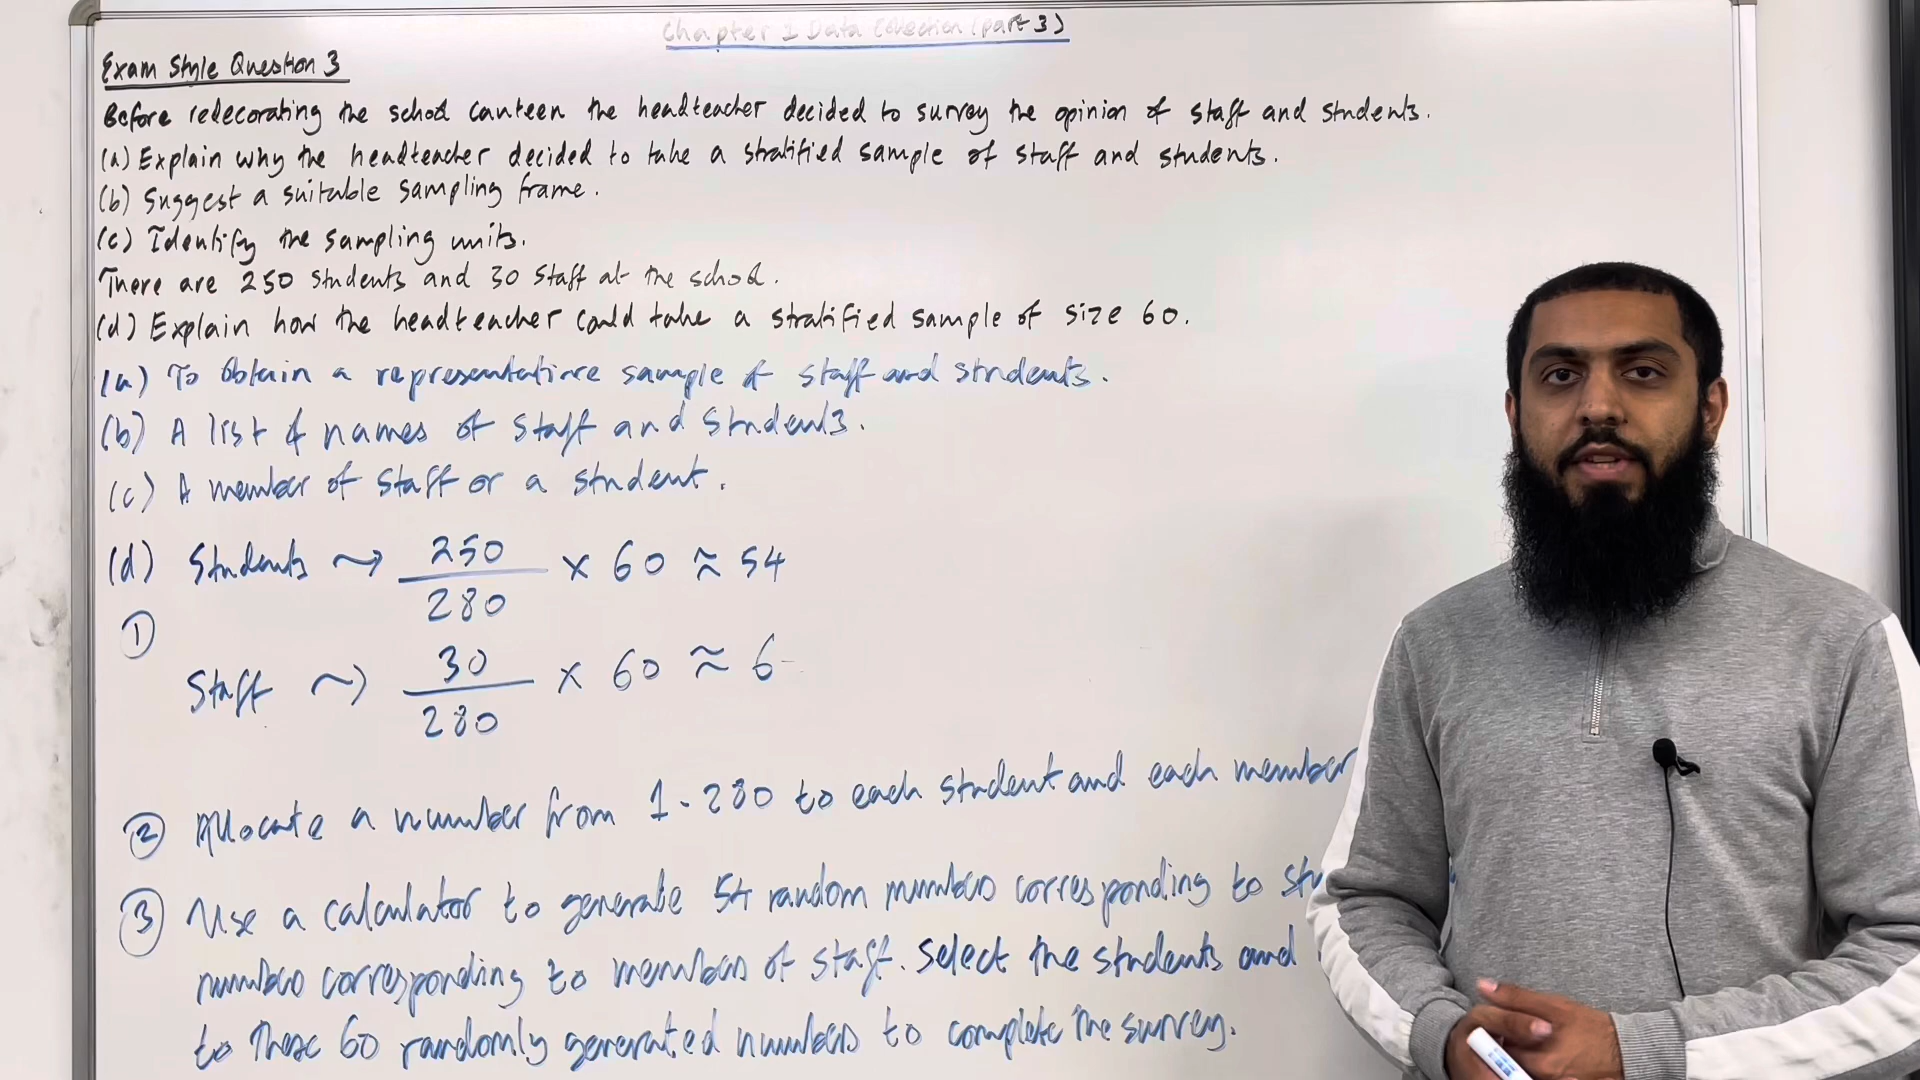 Chapter 1 Data Collection (part 3)
Exam Style Question 3
Before redecorating the school canteen the headteacher decided to survey the opinion of staff and students.
(a) Explain why the headteacher decided to take a stratified sample of staff and students.
(b) Suggest a suitable sampling frame.
(c) Identify the sampling units.
There are 250 students and 30 staff at the school.
(d) Explain how the headteacher could take a stratified sample of size 60.
(a) To obtain a representative sample of staff and students.
(b) A list of names of staff and students.
(c) A member of staff or a student.
(d) Students ~> 250/280 × 60 ≈ 54
①
Staff ~> 30/280 × 60 ≈ 6
② Allocate a number from 1-280 to each student and each member
③ Use a calculator to generate 54 random numbers corresponding to stu
numbers corresponding to members of staff. Select the students and
to these 60 randomly generated numbers to complete the survey.